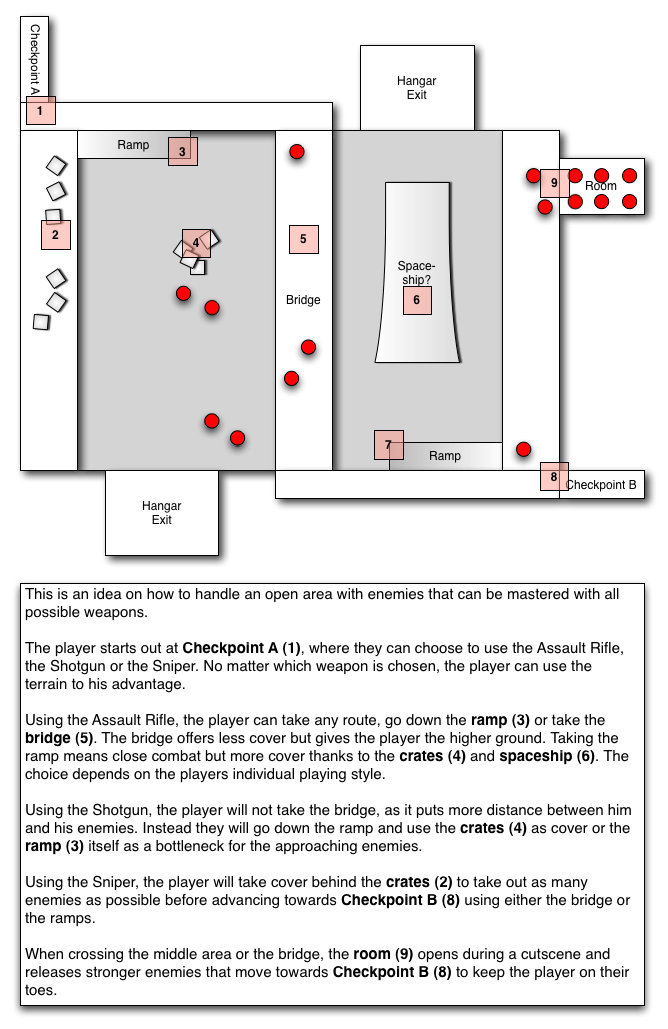 Checkpoint A
1
Hangar
Exit
Ramp
3
9
Room
2
4
5
Space-
ship?
6
Bridge
7
Ramp
8
Checkpoint B
Hangar
Exit
This is an idea on how to handle an open area with enemies that can be mastered with all
possible weapons.
The player starts out at Checkpoint A (1), where they can choose to use the Assault Rifle,
the Shotgun or the Sniper. No matter which weapon is chosen, the player can use the
terrain to his advantage.
Using the Assault Rifle, the player can take any route, go down the ramp (3) or take the
bridge (5). The bridge offers less cover but gives the player the higher ground. Taking the
ramp means close combat but more cover thanks to the crates (4) and spaceship (6). The
choice depends on the players individual playing style.
Using the Shotgun, the player will not take the bridge, as it puts more distance between him
and his enemies. Instead they will go down the ramp and use the crates (4) as cover or the
ramp (3) itself as a bottleneck for the approaching enemies.
Using the Sniper, the player will take cover behind the crates (2) to take out as many
enemies as possible before advancing towards Checkpoint B (8) using either the bridge or
the ramps.
When crossing the middle area or the bridge, the room (9) opens during a cutscene and
releases stronger enemies that move towards Checkpoint B (8) to keep the player on their
toes.